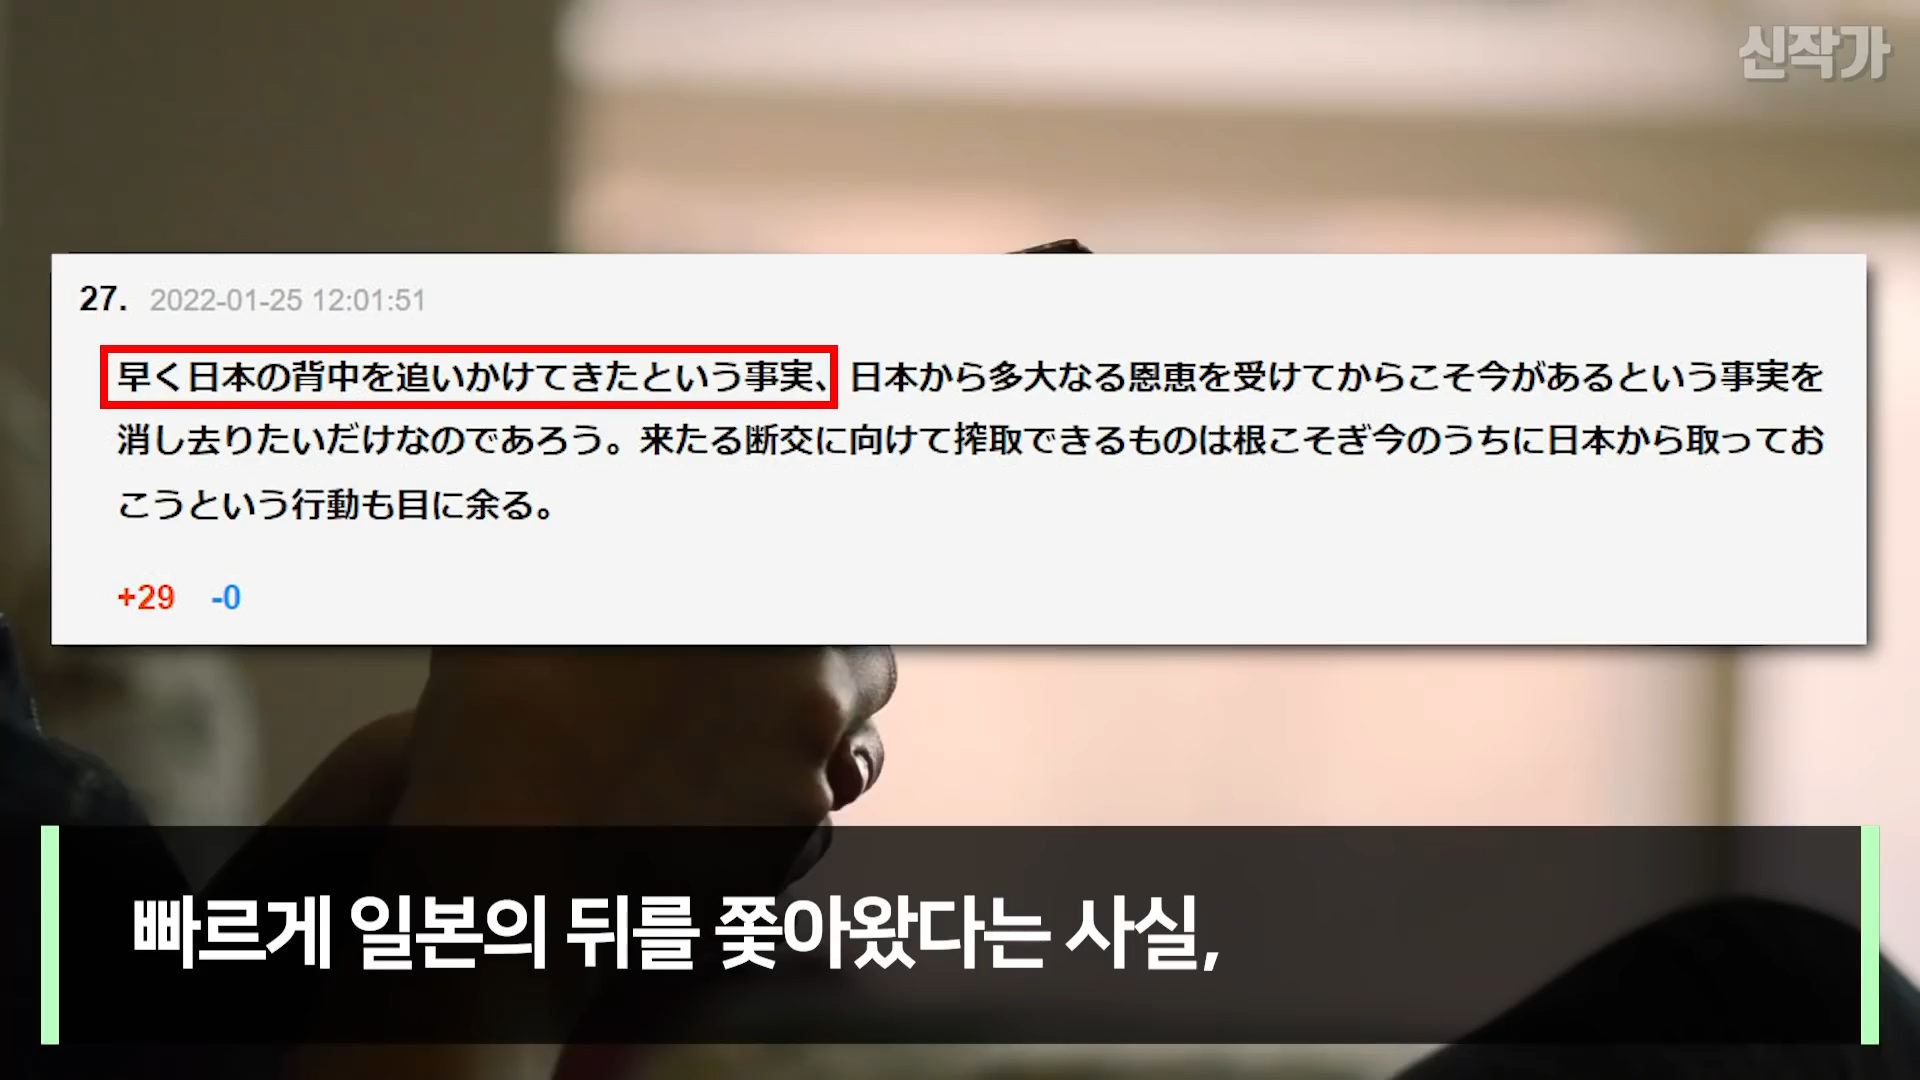 신작가
27. 2022-01-25 12:01:51
早く日本の背中を追いかけてきたという事実、日本から多大なる恩恵を受けてからこそ今があるという事実を
消し去りたいだけなのであろう。来たる断交に向けて搾取できるものは根こそぎ今のうちに日本から取ってお
こうという行動も目に余る。
+29 -0
빠르게 일본의 뒤를 쫓아왔다는 사실,